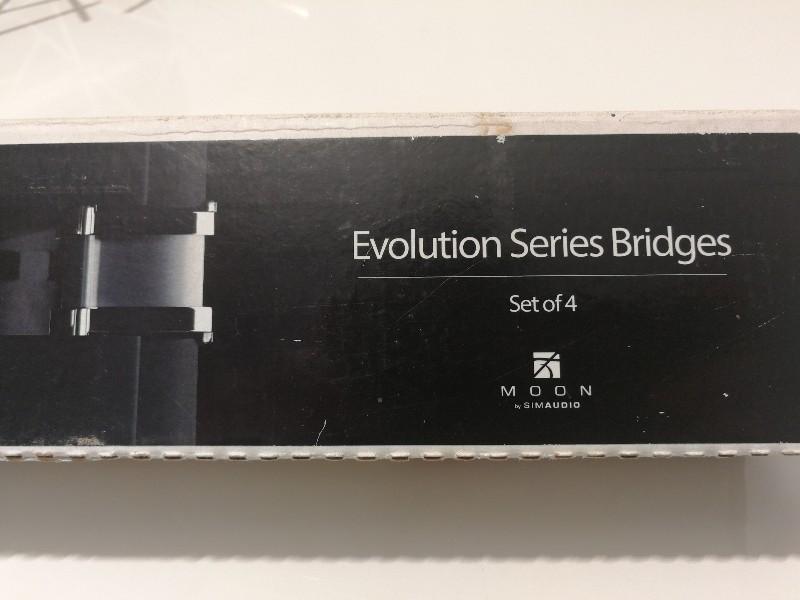 Evolution Series Bridges
Set of 4
MOON
by SIMAUDIO